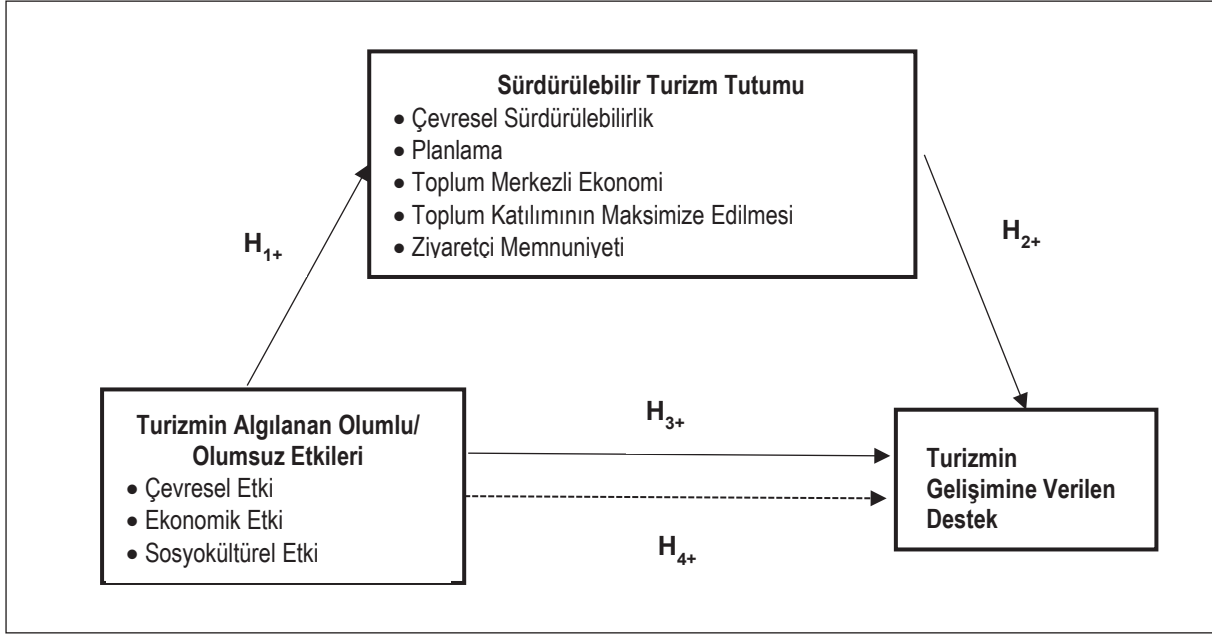 Sürdürülebilir Turizm Tutumu
• Çevresel Sürdürülebilirlik
• Planlama
• Toplum Merkezli Ekonomi
• Toplum Katılımının Maksimize Edilmesi
• Ziyaretçi Memnuniyeti
H1+
H2+
Turizmin Algılanan Olumlu/
Olumsuz Etkileri
• Çevresel Etki
• Ekonomik Etki
• Sosyokültürel Etki
H3+
H4+
Turizmin
Gelişimine Verilen
Destek